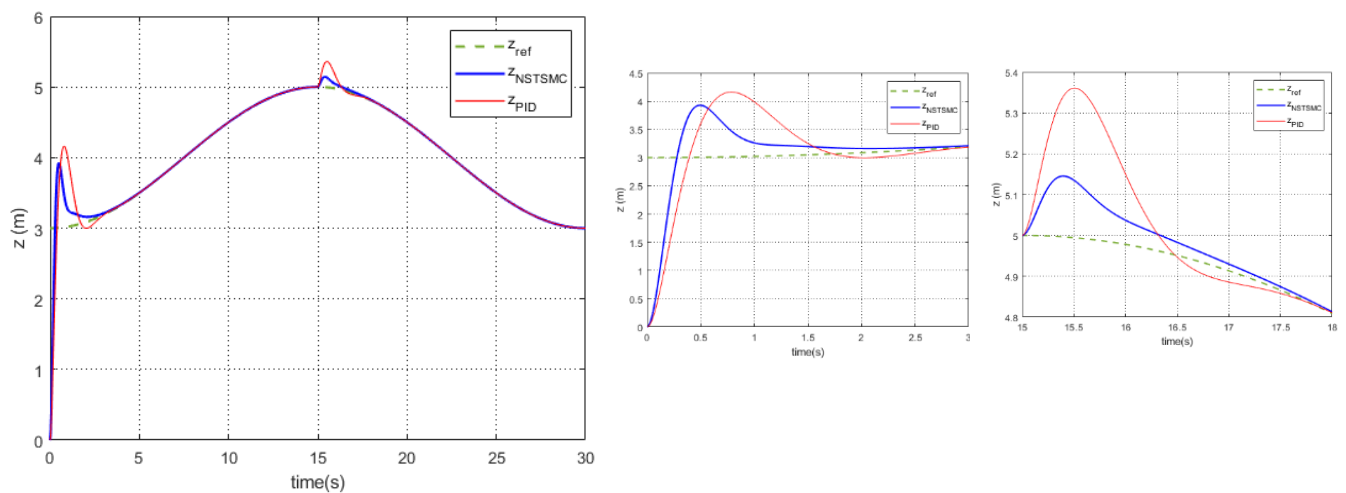 6
5
4
3
2
1
0
z (m)
0 5 10 15 20 25 30
time(s)
z_ref
z_NSTSMC
z_PID
4.5
4
3.5
3
2.5
2
1.5
1
0.5
0
z (m)
0 0.5 1 1.5 2 2.5 3
time(s)
z_ref
z_NSTSMC
z_PID
5.4
5.3
5.2
5.1
5
4.9
4.8
z (m)
15 15.5 16 16.5 17 17.5 18
time(s)
z_ref
z_NSTSMC
z_PID